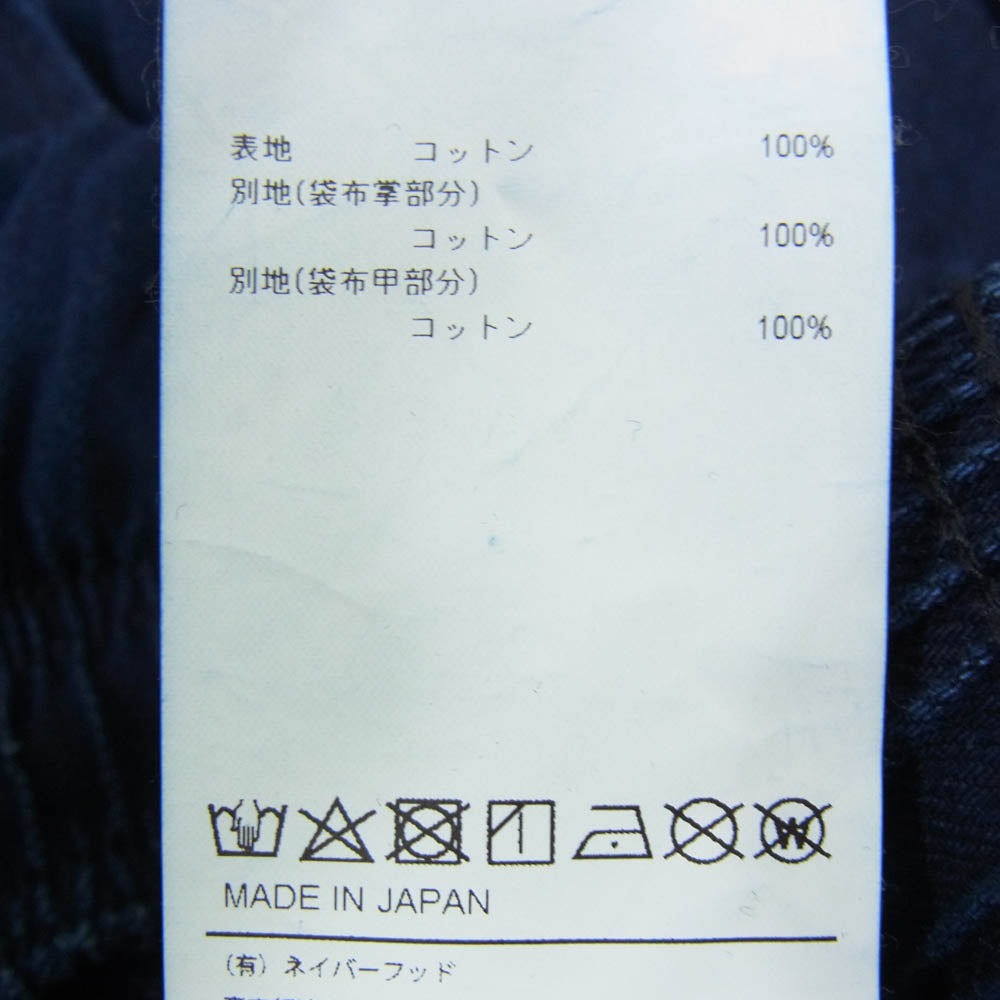 表地 コットン 100%
別地(袋布掌部分)
コットン 100%
別地(袋布甲部分)
コットン 100%
W
MADE IN JAPAN
(有) ネイバーフッド